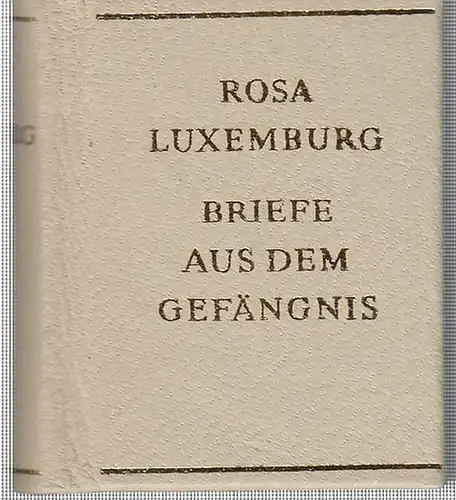 ROSA
LUXEMBURG
BRIEFE
AUS DEM
GEFÄNGNIS